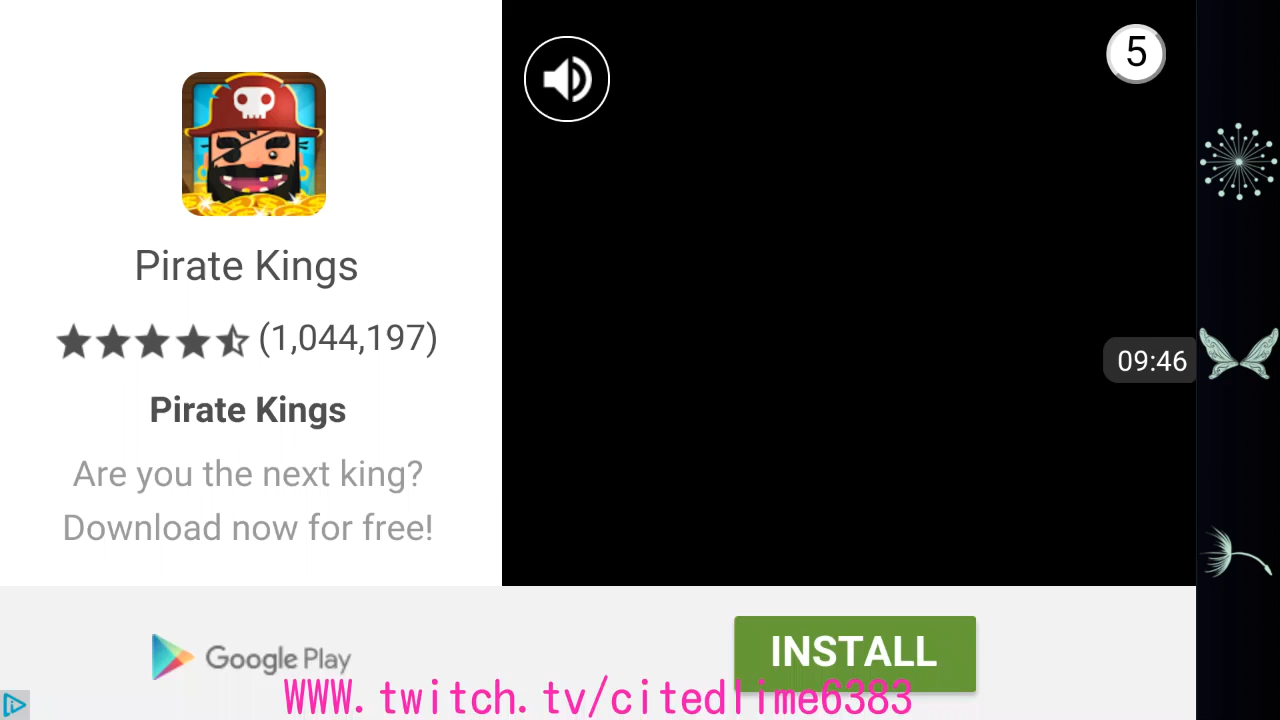 5
Pirate Kings
(1,044,197)
09:46
Pirate Kings
Are you the next king?
Download now for free!
Google Play
INSTALL
WWW.twitch.tv/citedlime6383